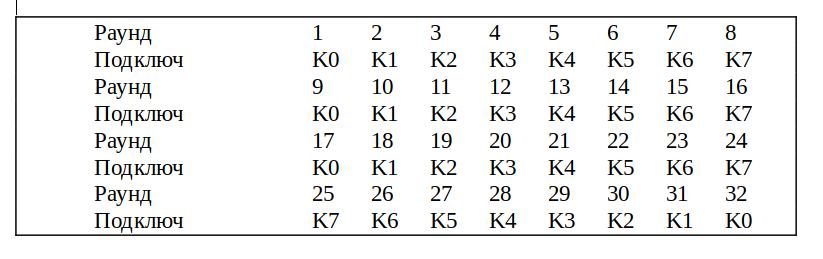 Раунд 1 2 3 4 5 6 7 8
Подключ K0 K1 K2 K3 K4 K5 K6 K7
Раунд 9 10 11 12 13 14 15 16
Подключ K0 K1 K2 K3 K4 K5 K6 K7
Раунд 17 18 19 20 21 22 23 24
Подключ K0 K1 K2 K3 K4 K5 K6 K7
Раунд 25 26 27 28 29 30 31 32
Подключ K7 K6 K5 K4 K3 K2 K1 K0